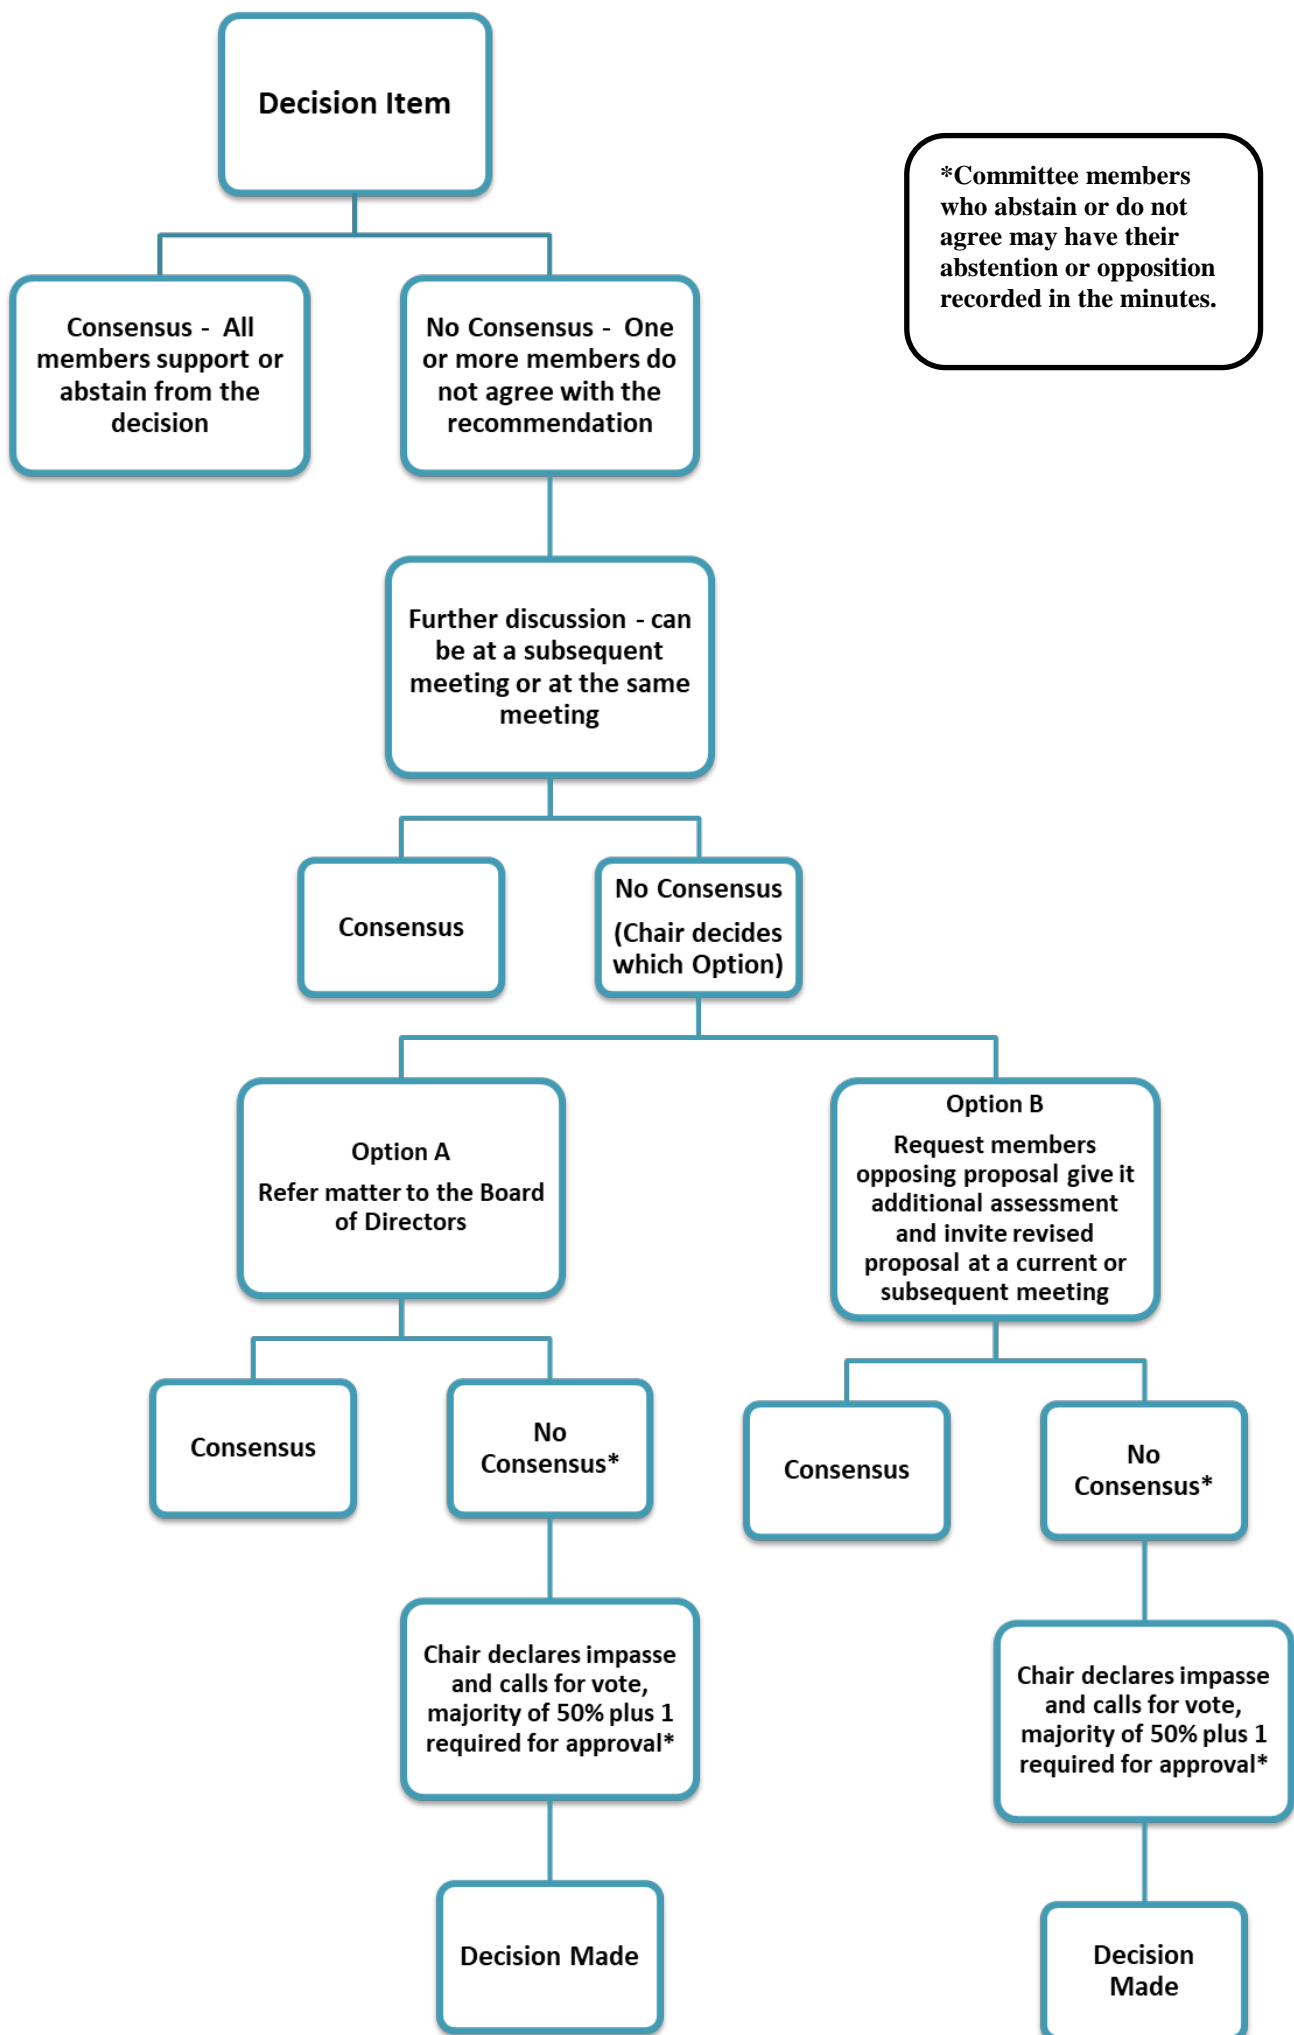 Decision Item
*Committee members
who abstain or do not
agree may have their
abstention or opposition
recorded in the minutes.
Consensus - All
members support or
abstain from the
decision
No Consensus - One
or more members do
not agree with the
recommendation
Further discussion - can
be at a subsequent
meeting or at the same
meeting
Consensus
No Consensus
(Chair decides
which Option)
Option A
Refer matter to the Board
of Directors
Option B
Request members
opposing proposal give it
additional assessment
and invite revised
proposal at a current or
subsequent meeting
Consensus
No
Consensus*
Consensus
No
Consensus*
Chair declares impasse
and calls for vote,
majority of 50% plus 1
required for approval*
Chair declares impasse
and calls for vote,
majority of 50% plus 1
required for approval*
Decision Made
Decision
Made